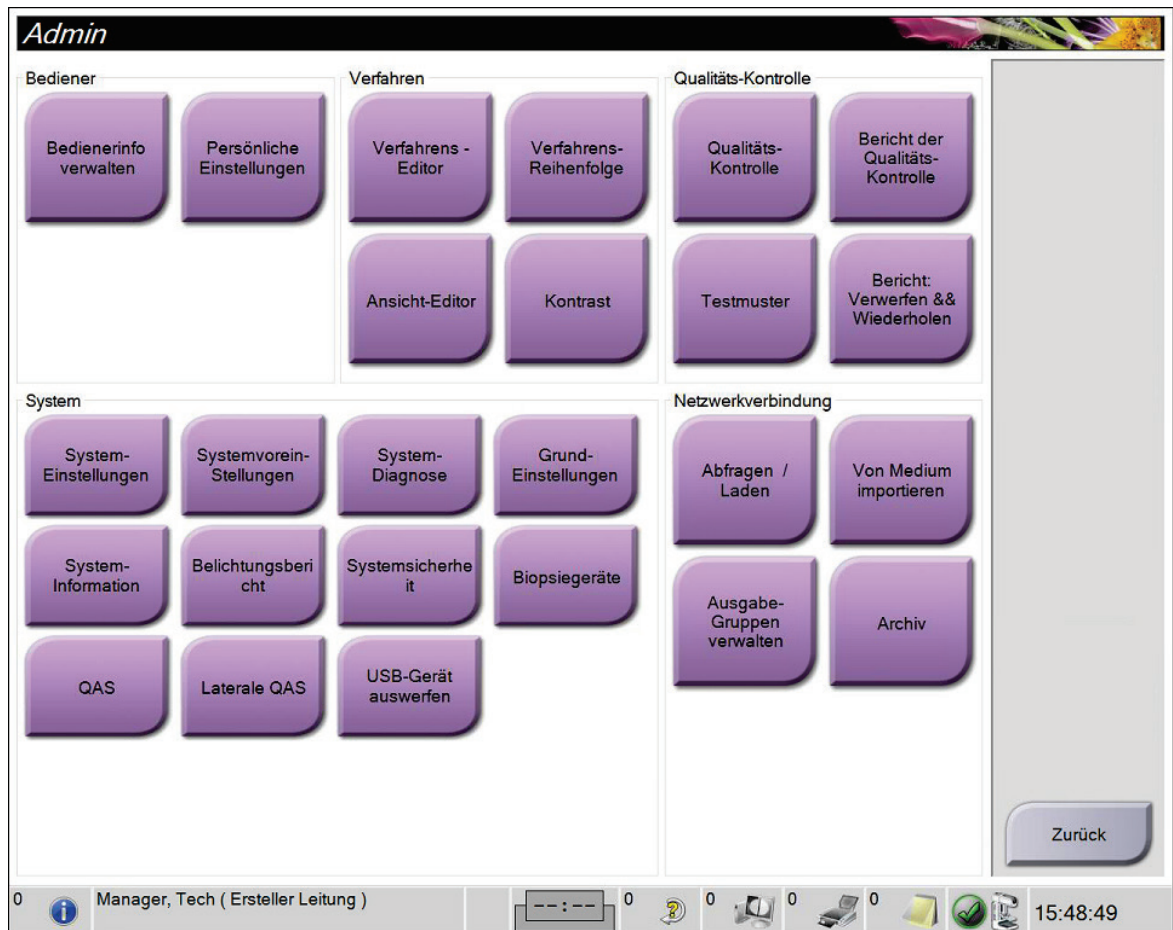 Admin
Bediener
Bedienerinfo
verwalten
Persönliche
Einstellungen
Verfahren
Verfahrens -
Editor
Verfahrens-
Reihenfolge
Ansicht-Editor
Kontrast
Qualitäts-Kontrolle
Qualitäts-
Kontrolle
Bericht der
Qualitäts-
Kontrolle
Testmuster
Bericht:
Verwerfen &&
Wiederholen
System
System-
Einstellungen
Systemvorein-
Stellungen
System-
Diagnose
Grund-
Einstellungen
System-
Information
Belichtungsberi
cht
Systemsicherhe
it
Biopsiegeräte
QAS
Laterale QAS
USB-Gerät
auswerfen
Netzwerkverbindung
Abfragen /
Laden
Von Medium
importieren
Ausgabe-
Gruppen
verwalten
Archiv
Zurück
0
Manager, Tech ( Ersteller Leitung )
--:--
0
0
0
0
15:48:49